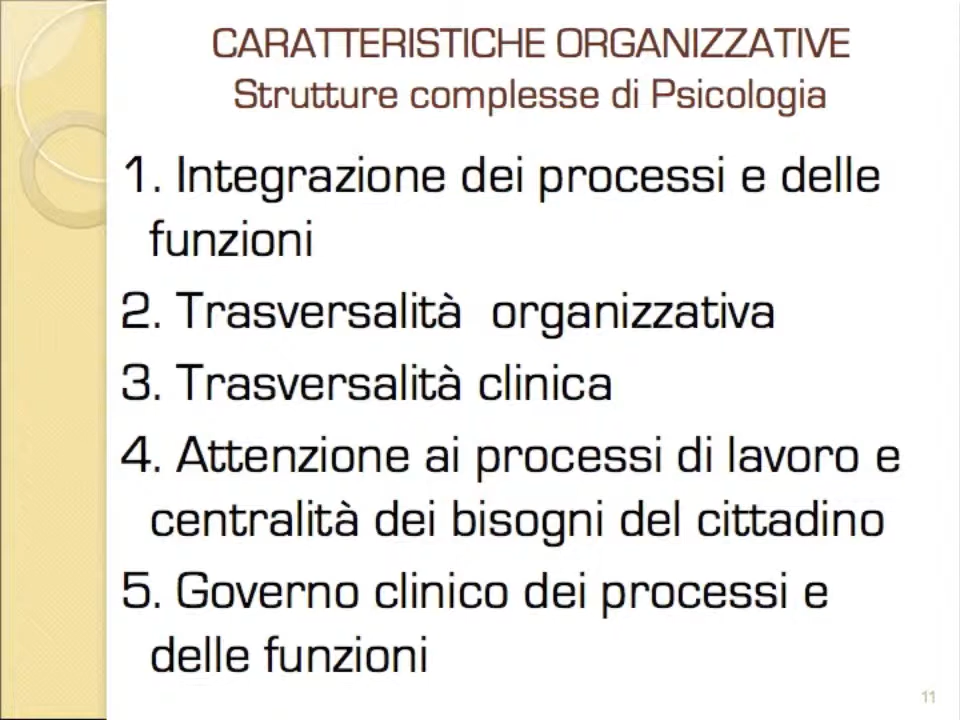 CARATTERISTICHE ORGANIZZATIVE
Strutture complesse di Psicologia
1. Integrazione dei processi e delle
funzioni
2. Trasversalità organizzativa
3. Trasversalità clinica
4. Attenzione ai processi di lavoro e
centralità dei bisogni del cittadino
5. Governo clinico dei processi e
delle funzioni
11